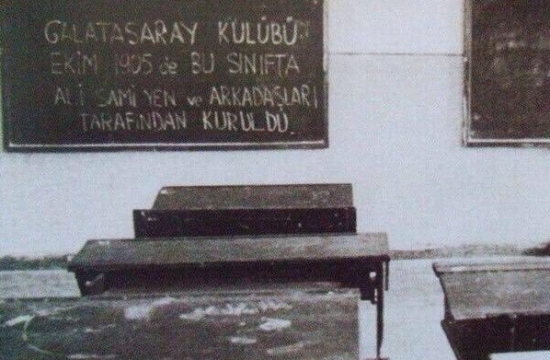 GALATASARAY KULÜBÜ
EKİM 1905 de BU SINIFTA
ALİ SAMİ YEN ve ARKADAŞLARI
TARAFINDAN KURULDU